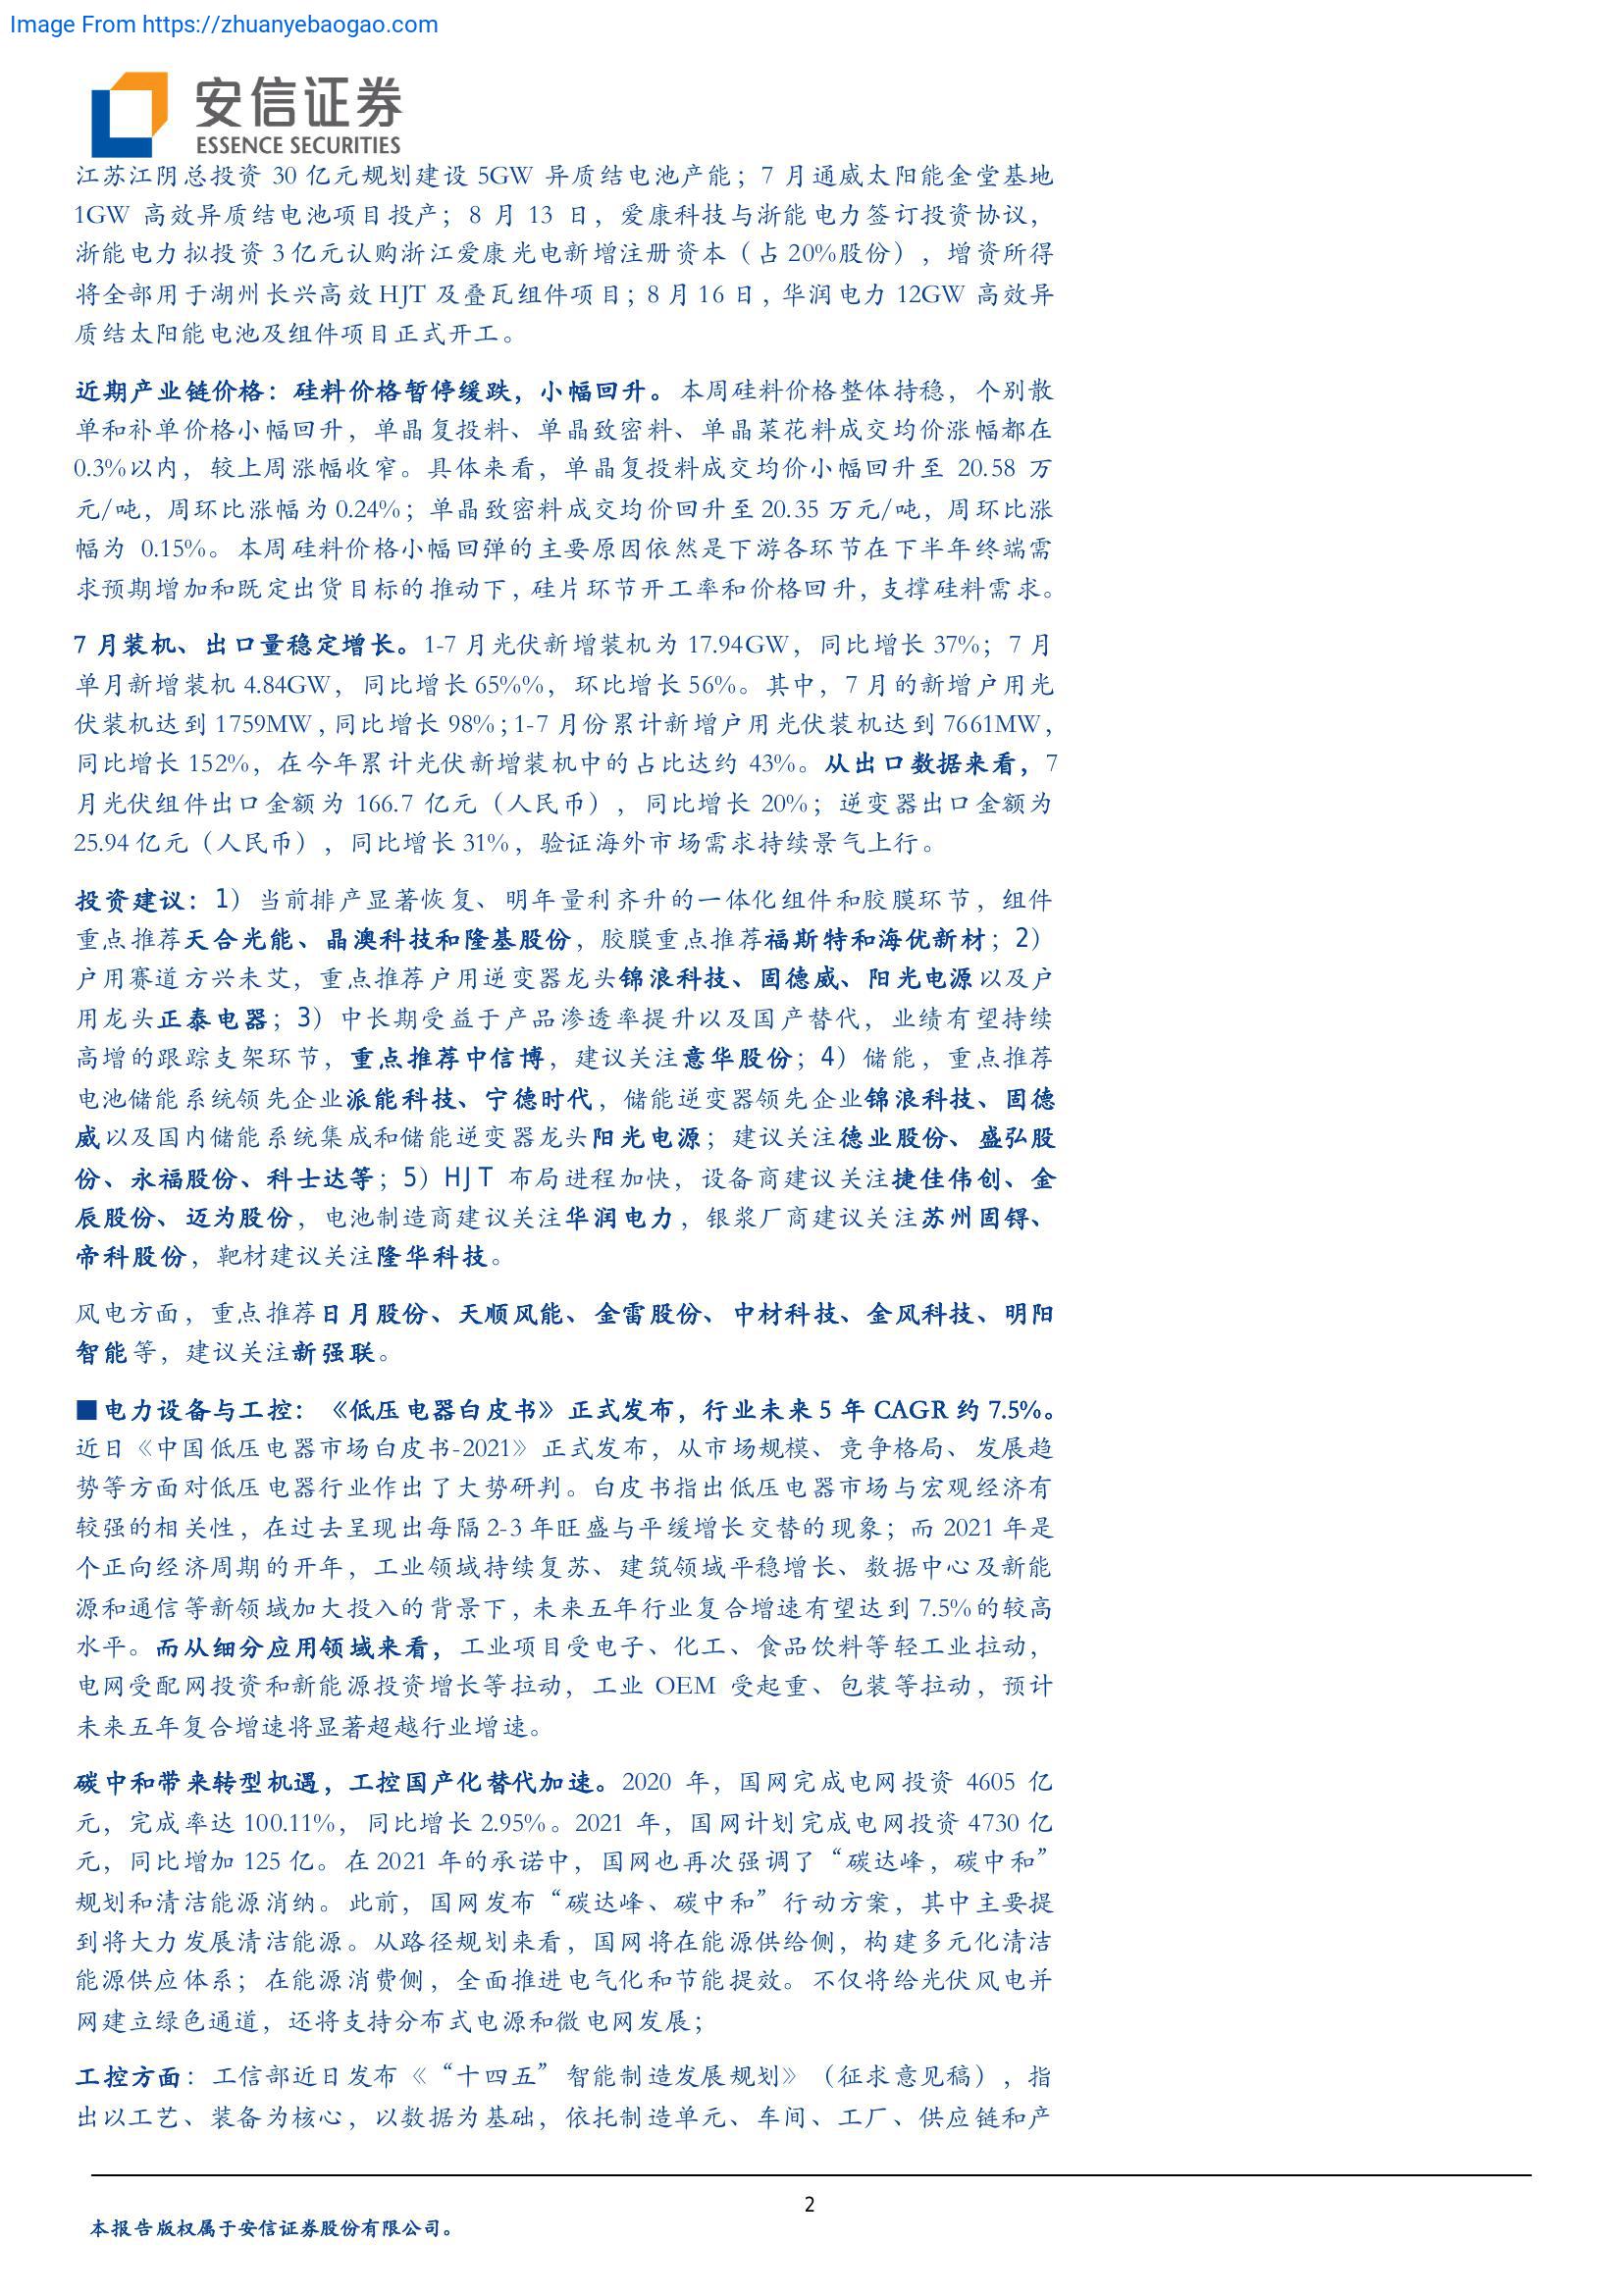 Image From https://zhuanyebaogao.com
安信证券
ESSENCE SECURITIES
江苏江阴总投资 30 亿元规划建设 5GW 异质结电池产能；7 月通威太阳能金堂基地
1GW 高效异质结电池项目投产；8 月 13 日，爱康科技与浙能电力签订投资协议，
浙能电力拟投资 3 亿元认购浙江爱康光电新增注册资本（占 20%股份），增资所得
将全部用于湖州长兴高效 HJT 及叠瓦组件项目；8 月 16 日，华润电力 12GW 高效异
质结太阳能电池及组件项目正式开工。
近期产业链价格：硅料价格暂停缓跌，小幅回升。本周硅料价格整体持稳，个别散
单和补单价格小幅回升，单晶复投料、单晶致密料、单晶菜花料成交均价涨幅都在
0.3%以内，较上周涨幅收窄。具体来看，单晶复投料成交均价小幅回升至 20.58 万
元/吨，周环比涨幅为 0.24%；单晶致密料成交均价回升至 20.35 万元/吨，周环比涨
幅为 0.15%。本周硅料价格小幅回弹的主要原因依然是下游各环节在下半年终端需
求预期增加和既定出货目标的推动下，硅片环节开工率和价格回升，支撑硅料需求。
7 月装机、出口量稳定增长。1-7 月光伏新增装机为 17.94GW，同比增长 37%；7 月
单月新增装机 4.84GW，同比增长 65%%，环比增长 56%。其中，7 月的新增户用光
伏装机达到 1759MW，同比增长 98%；1-7 月份累计新增户用光伏装机达到 7661MW，
同比增长 152%，在今年累计光伏新增装机中的占比达约 43%。从出口数据来看，7
月光伏组件出口金额为 166.7 亿元（人民币），同比增长 20%；逆变器出口金额为
25.94 亿元（人民币），同比增长 31%，验证海外市场需求持续景气上行。
投资建议：1）当前排产显著恢复、明年量利齐升的一体化组件和胶膜环节，组件
重点推荐天合光能、晶澳科技和隆基股份，胶膜重点推荐福斯特和海优新材；2）
户用赛道方兴未艾，重点推荐户用逆变器龙头锦浪科技、固德威、阳光电源以及户
用龙头正泰电器；3）中长期受益于产品渗透率提升以及国产替代，业绩有望持续
高增的跟踪支架环节，重点推荐中信博，建议关注意华股份；4）储能，重点推荐
电池储能系统领先企业派能科技、宁德时代，储能逆变器领先企业锦浪科技、固德
威以及国内储能系统集成和储能逆变器龙头阳光电源；建议关注德业股份、盛弘股
份、永福股份、科士达等；5）HJT 布局进程加快，设备商建议关注捷佳伟创、金
辰股份、迈为股份，电池制造商建议关注华润电力，银浆厂商建议关注苏州固锝、
帝科股份，靶材建议关注隆华科技。
风电方面，重点推荐日月股份、天顺风能、金雷股份、中材科技、金风科技、明阳
智能等，建议关注新强联。
■电力设备与工控：《低压电器白皮书》正式发布，行业未来 5 年 CAGR 约 7.5%。
近日《中国低压电器市场白皮书-2021》正式发布，从市场规模、竞争格局、发展趋
势等方面对低压电器行业作出了大势研判。白皮书指出低压电器市场与宏观经济有
较强的相关性，在过去呈现出每隔 2-3 年旺盛与平缓增长交替的现象；而 2021 年是
个正向经济周期的开年，工业领域持续复苏、建筑领域平稳增长、数据中心及新能
源和通信等新领域加大投入的背景下，未来五年行业复合增速有望达到 7.5%的较高
水平。而从细分应用领域来看，工业项目受电子、化工、食品饮料等轻工业拉动，
电网受配网投资和新能源投资增长等拉动，工业 OEM 受起重、包装等拉动，预计
未来五年复合增速将显著超越行业增速。
碳中和带来转型机遇，工控国产化替代加速。2020 年，国网完成电网投资 4605 亿
元，完成率达 100.11%，同比增长 2.95%。2021 年，国网计划完成电网投资 4730 亿
元，同比增加 125 亿。在 2021 年的承诺中，国网也再次强调了“碳达峰，碳中和”
规划和清洁能源消纳。此前，国网发布“碳达峰、碳中和”行动方案，其中主要提
到将大力发展清洁能源。从路径规划来看，国网将在能源供给侧，构建多元化清洁
能源供应体系；在能源消费侧，全面推进电气化和节能提效。不仅将给光伏风电并
网建立绿色通道，还将支持分布式电源和微电网发展；
工控方面：工信部近日发布《“十四五”智能制造发展规划》（征求意见稿），指
出以工艺、装备为核心，以数据为基础，依托制造单元、车间、工厂、供应链和产
2
本报告版权属于安信证券股份有限公司。